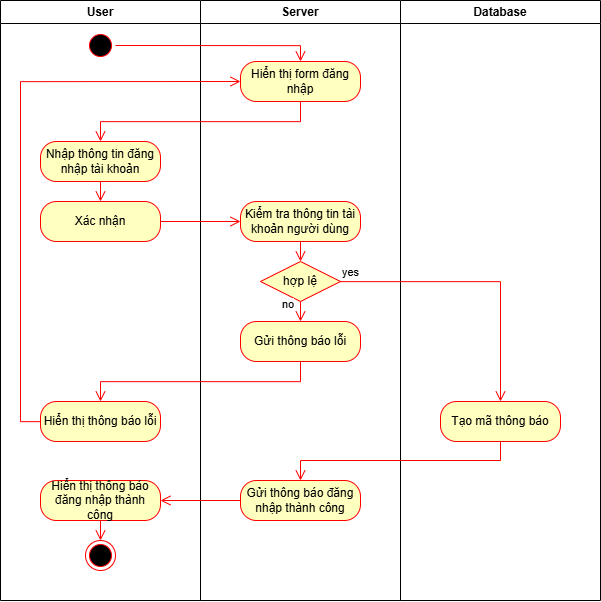 User
Server
Database
Hiển thị form đăng
nhập
Nhập thông tin đăng
nhập tài khoản
Xác nhận
Kiểm tra thông tin tài
khoản người dùng
hợp lệ
yes
no
Gửi thông báo lỗi
Hiển thị thông báo lỗi
Tạo mã thông báo
Hiển thị thông báo
đăng nhập thành
công
Gửi thông báo đăng
nhập thành công